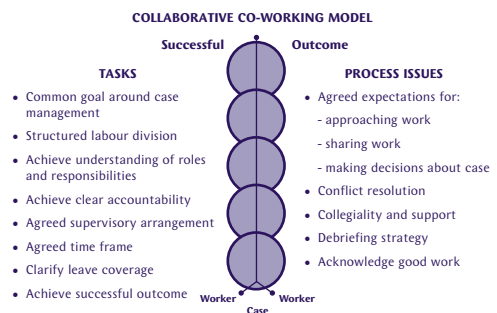 COLLABORATIVE CO-WORKING MODEL
Successful Outcome
TASKS
• Common goal around case
management
• Structured labour division
• Achieve understanding of roles
and responsibilities
• Achieve clear accountability
• Agreed supervisory arrangement
• Agreed time frame
• Clarify leave coverage
• Achieve successful outcome
PROCESS ISSUES
• Agreed expectations for:
- approaching work
- sharing work
- making decisions about case
• Conflict resolution
• Collegiality and support
• Debriefing strategy
• Acknowledge good work
Worker Worker
Case